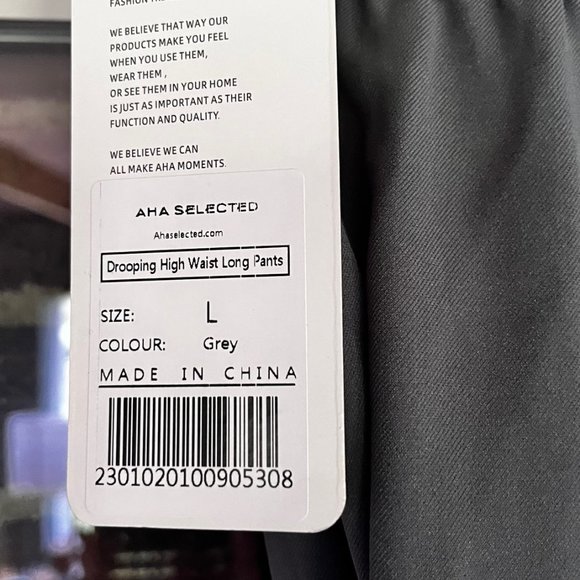 FASHION
WE BELIEVE THAT WAY OUR
PRODUCTS MAKE YOU FEEL
WHEN YOU USE THEM,
WEAR THEM ,
OR SEE THEM IN YOUR HOME
IS JUST AS IMPORTANT AS THEIR
FUNCTION AND QUALITY.
WE BELIEVE WE CAN
ALL MAKE AHA MOMENTS.
AHA SELECTED
Ahaselected.com
Drooping High Waist Long Pants
SIZE: L
COLOUR: Grey
MADE IN CHINA
2301020100905308